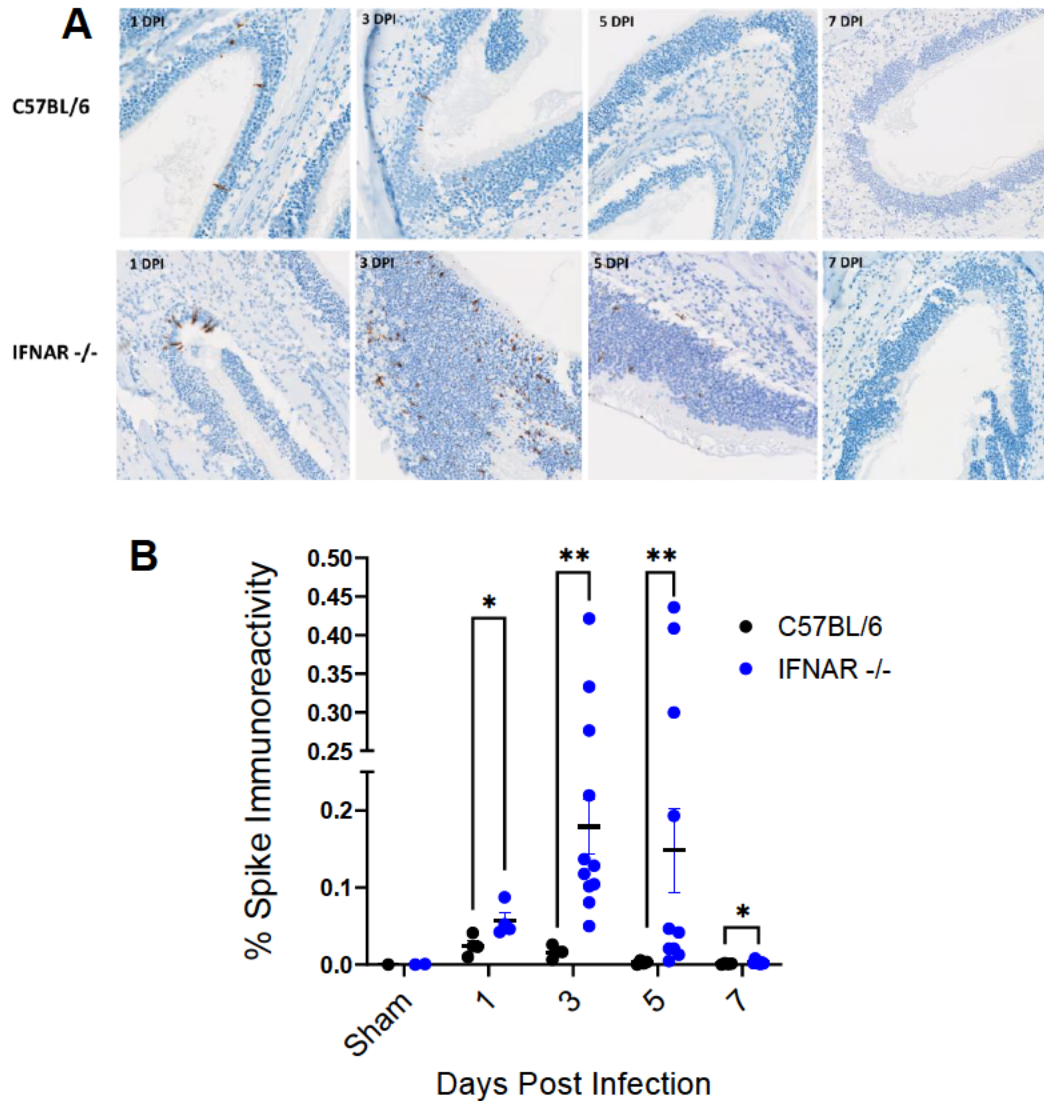 A
1 DPI
3 DPI
5 DPI
7 DPI
C57BL/6
1 DPI
3 DPI
5 DPI
7 DPI
IFNAR -/-
B
% Spike Immunoreactivity
0.50
0.45
0.40
0.35
0.30
0.25
0.2
0.1
0.0
*
**
**
*
C57BL/6
IFNAR -/-
Sham
1
3
5
7
Days Post Infection